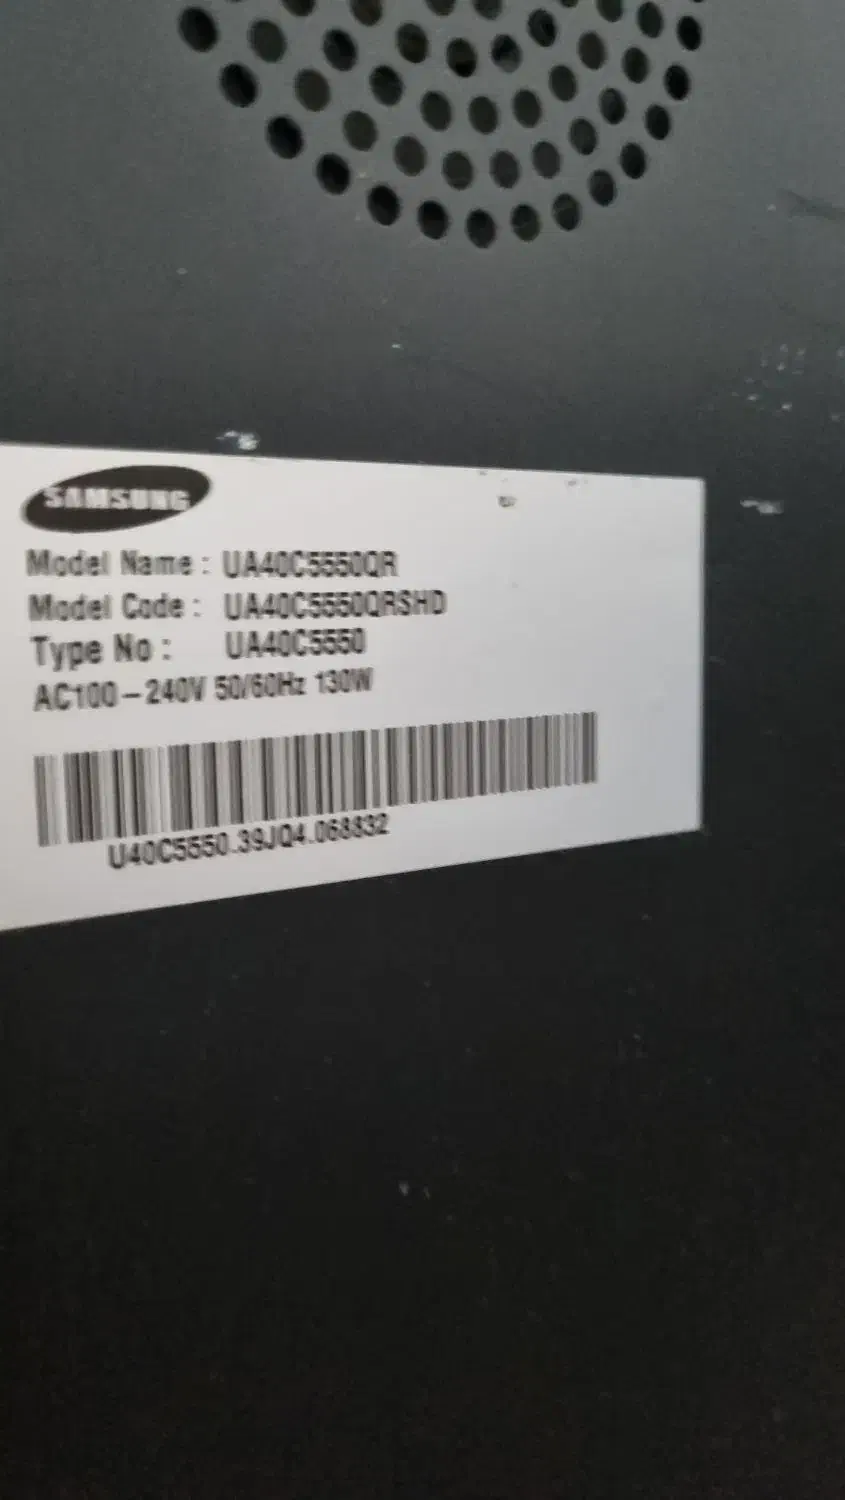 SAMSUNG
Model Name : UA40C5550QR
Model Code : UA40C5550QRSHD
Type No : UA40C5550
AC100-240V 50/60Hz 130W
U40C5550.39JQ4.068832